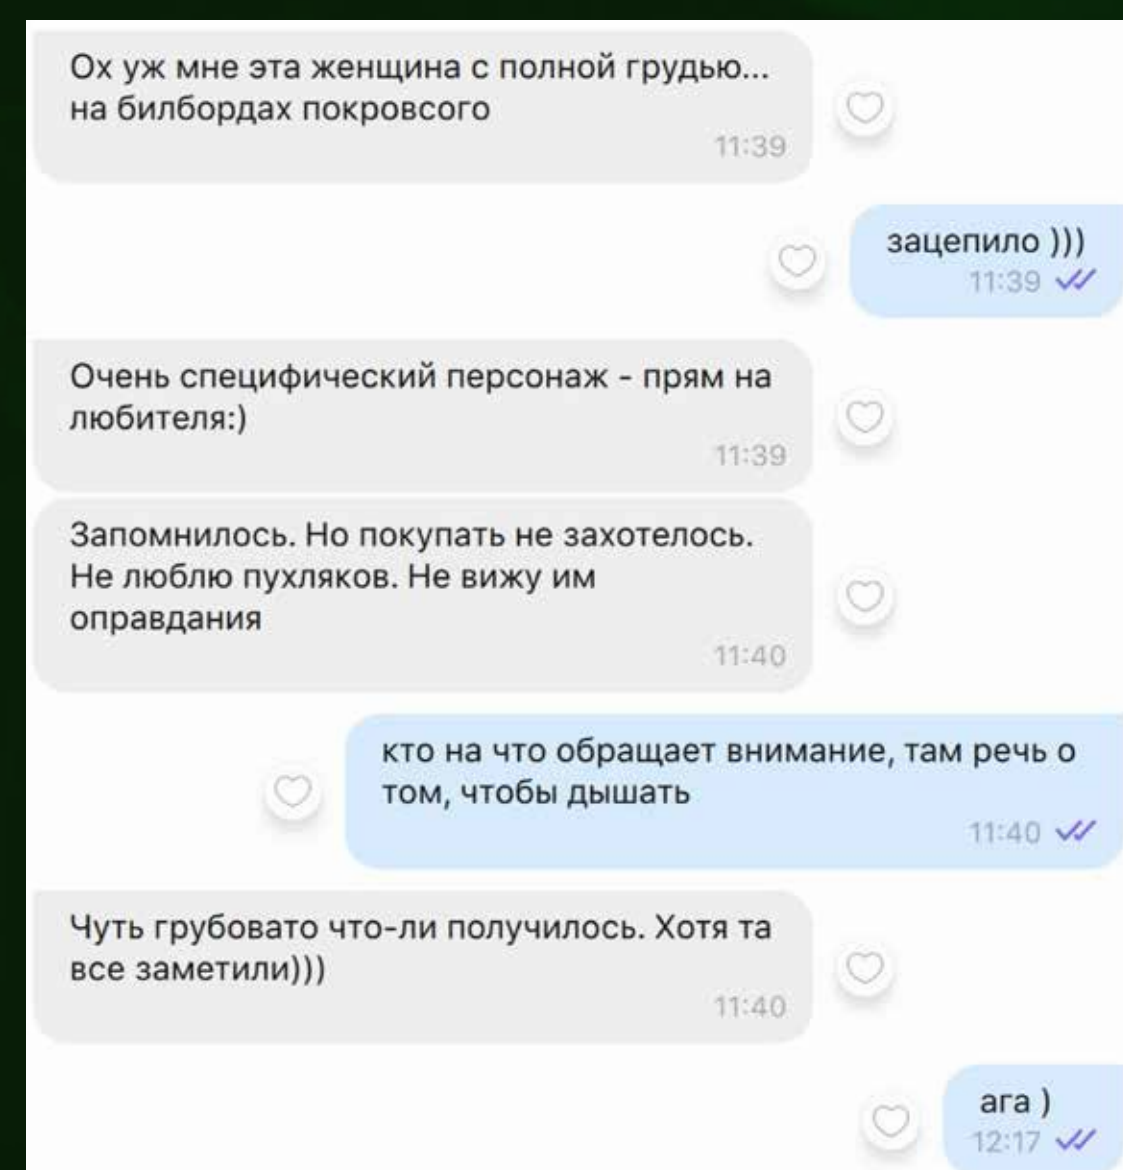 Ох уж мне эта женщина с полной грудью...
на билбордах покровсого
11:39
зацепило )))
11:39
Очень специфический персонаж - прям на
любителя:)
11:39
Запомнилось. Но покупать не захотелось.
Не люблю пухляков. Не вижу им
оправдания
11:40
кто на что обращает внимание, там речь о
том, чтобы дышать
11:40
Чуть грубовато что-ли получилось. Хотя та
все заметили)))
11:40
ага )
12:17